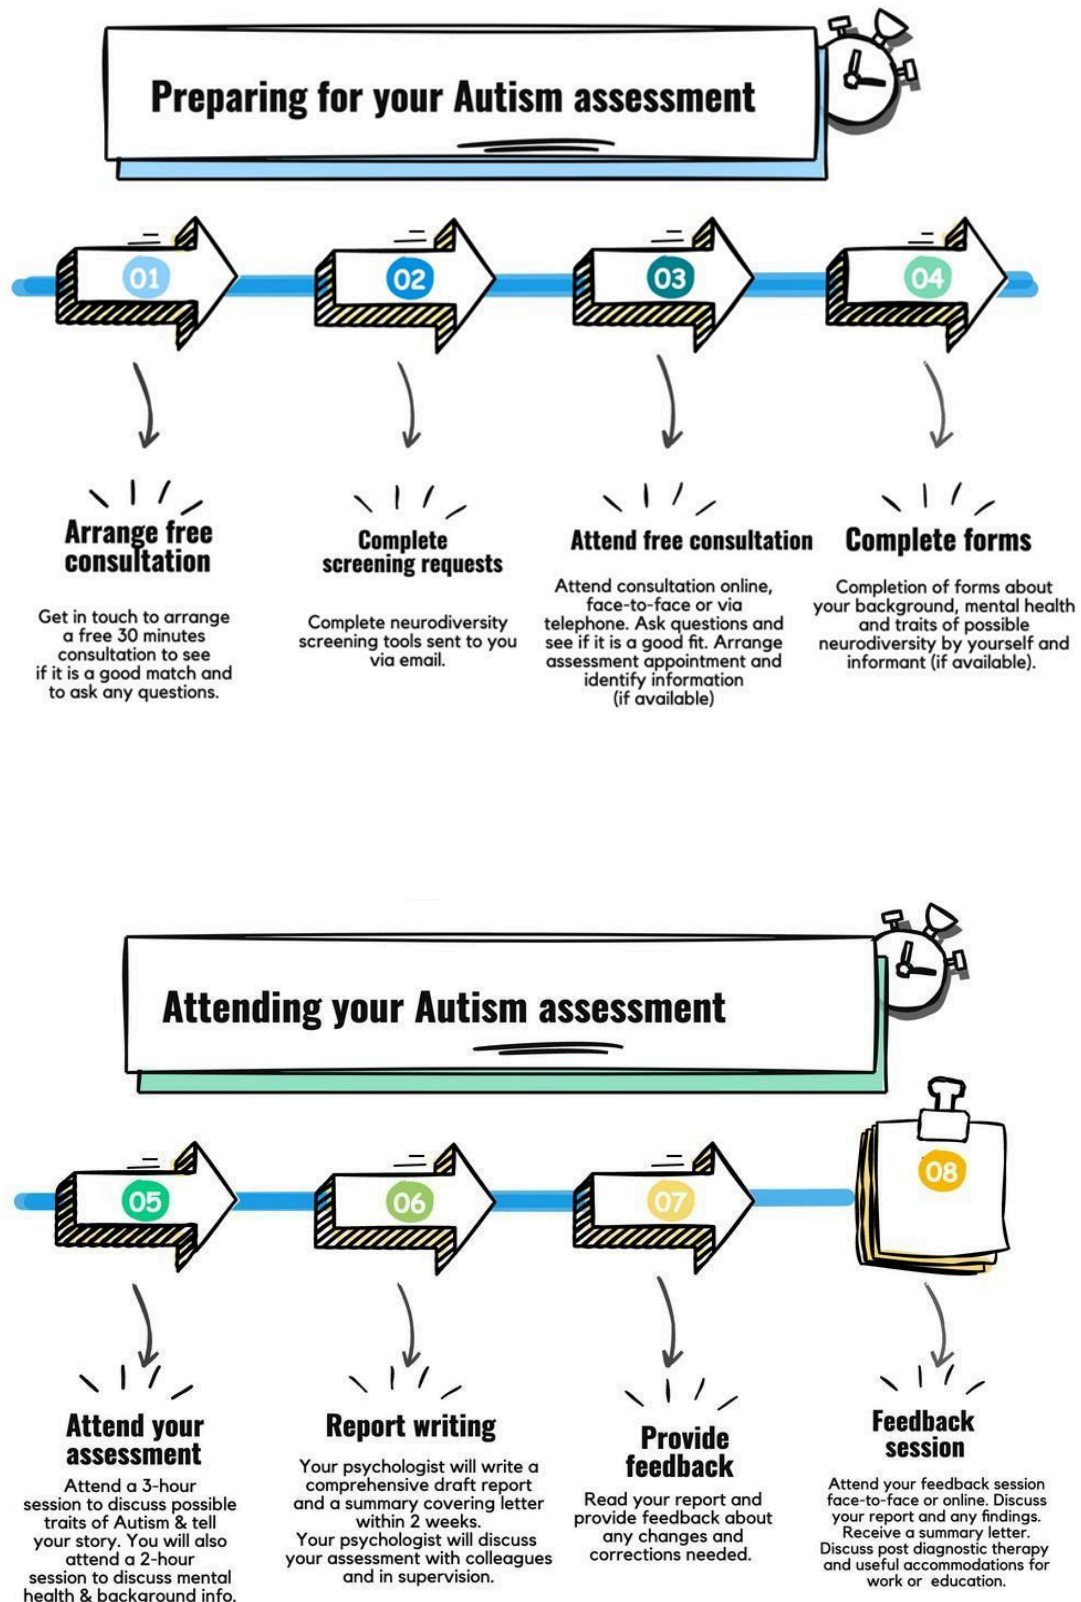 Preparing for your Autism assessment
01
02
03
04
Arrange free
consultation
Get in touch to arrange
a free 30 minutes
consultation to see
if it is a good match and
to ask any questions.
Complete
screening requests
Complete neurodiversity
screening tools sent to you
via email.
Attend free consultation
Attend consultation online,
face-to-face or via
telephone. Ask questions and
see if it is a good fit. Arrange
assessment appointment and
identify information
(if available)
Complete forms
Completion of forms about
your background, mental health
and traits of possible
neurodiversity by yourself and
informant (if available).
Attending your Autism assessment
05
06
07
08
Attend your
assessment
Attend a 3-hour
session to discuss possible
traits of Autism & tell
your story. You will also
attend a 2-hour
session to discuss mental
health & background info.
Report writing
Your psychologist will write a
comprehensive draft report
and a summary covering letter
within 2 weeks.
Your psychologist will discuss
your assessment with colleagues
and in supervision.
Provide
feedback
Read your report and
provide feedback about
any changes and
corrections needed.
Feedback
session
Attend your feedback session
face-to-face or online. Discuss
your report and any findings.
Receive a summary letter.
Discuss post diagnostic therapy
and useful accommodations for
work or education.